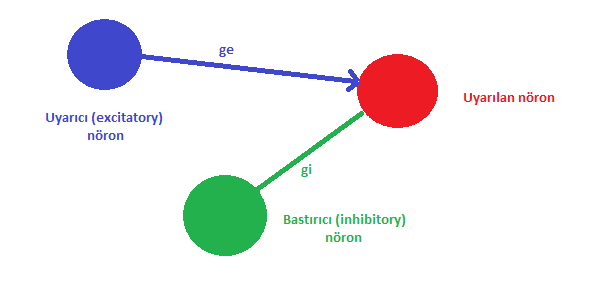 ge
Uyarıcı (excitatory)
nöron
Uyarılan nöron
gi
Bastırıcı (inhibitory)
nöron